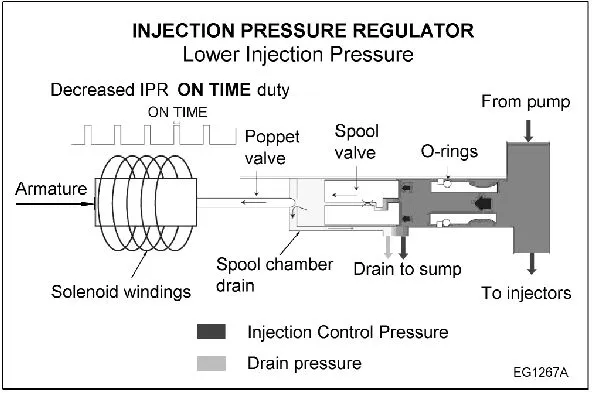 INJECTION PRESSURE REGULATOR
Lower Injection Pressure
Decreased IPR ON TIME duty
ON TIME
From pump
Poppet
valve
Spool
valve
O-rings
Armature
Spool chamber
drain
Drain to sump
Solenoid windings
To injectors
Injection Control Pressure
Drain pressure
EG1267A